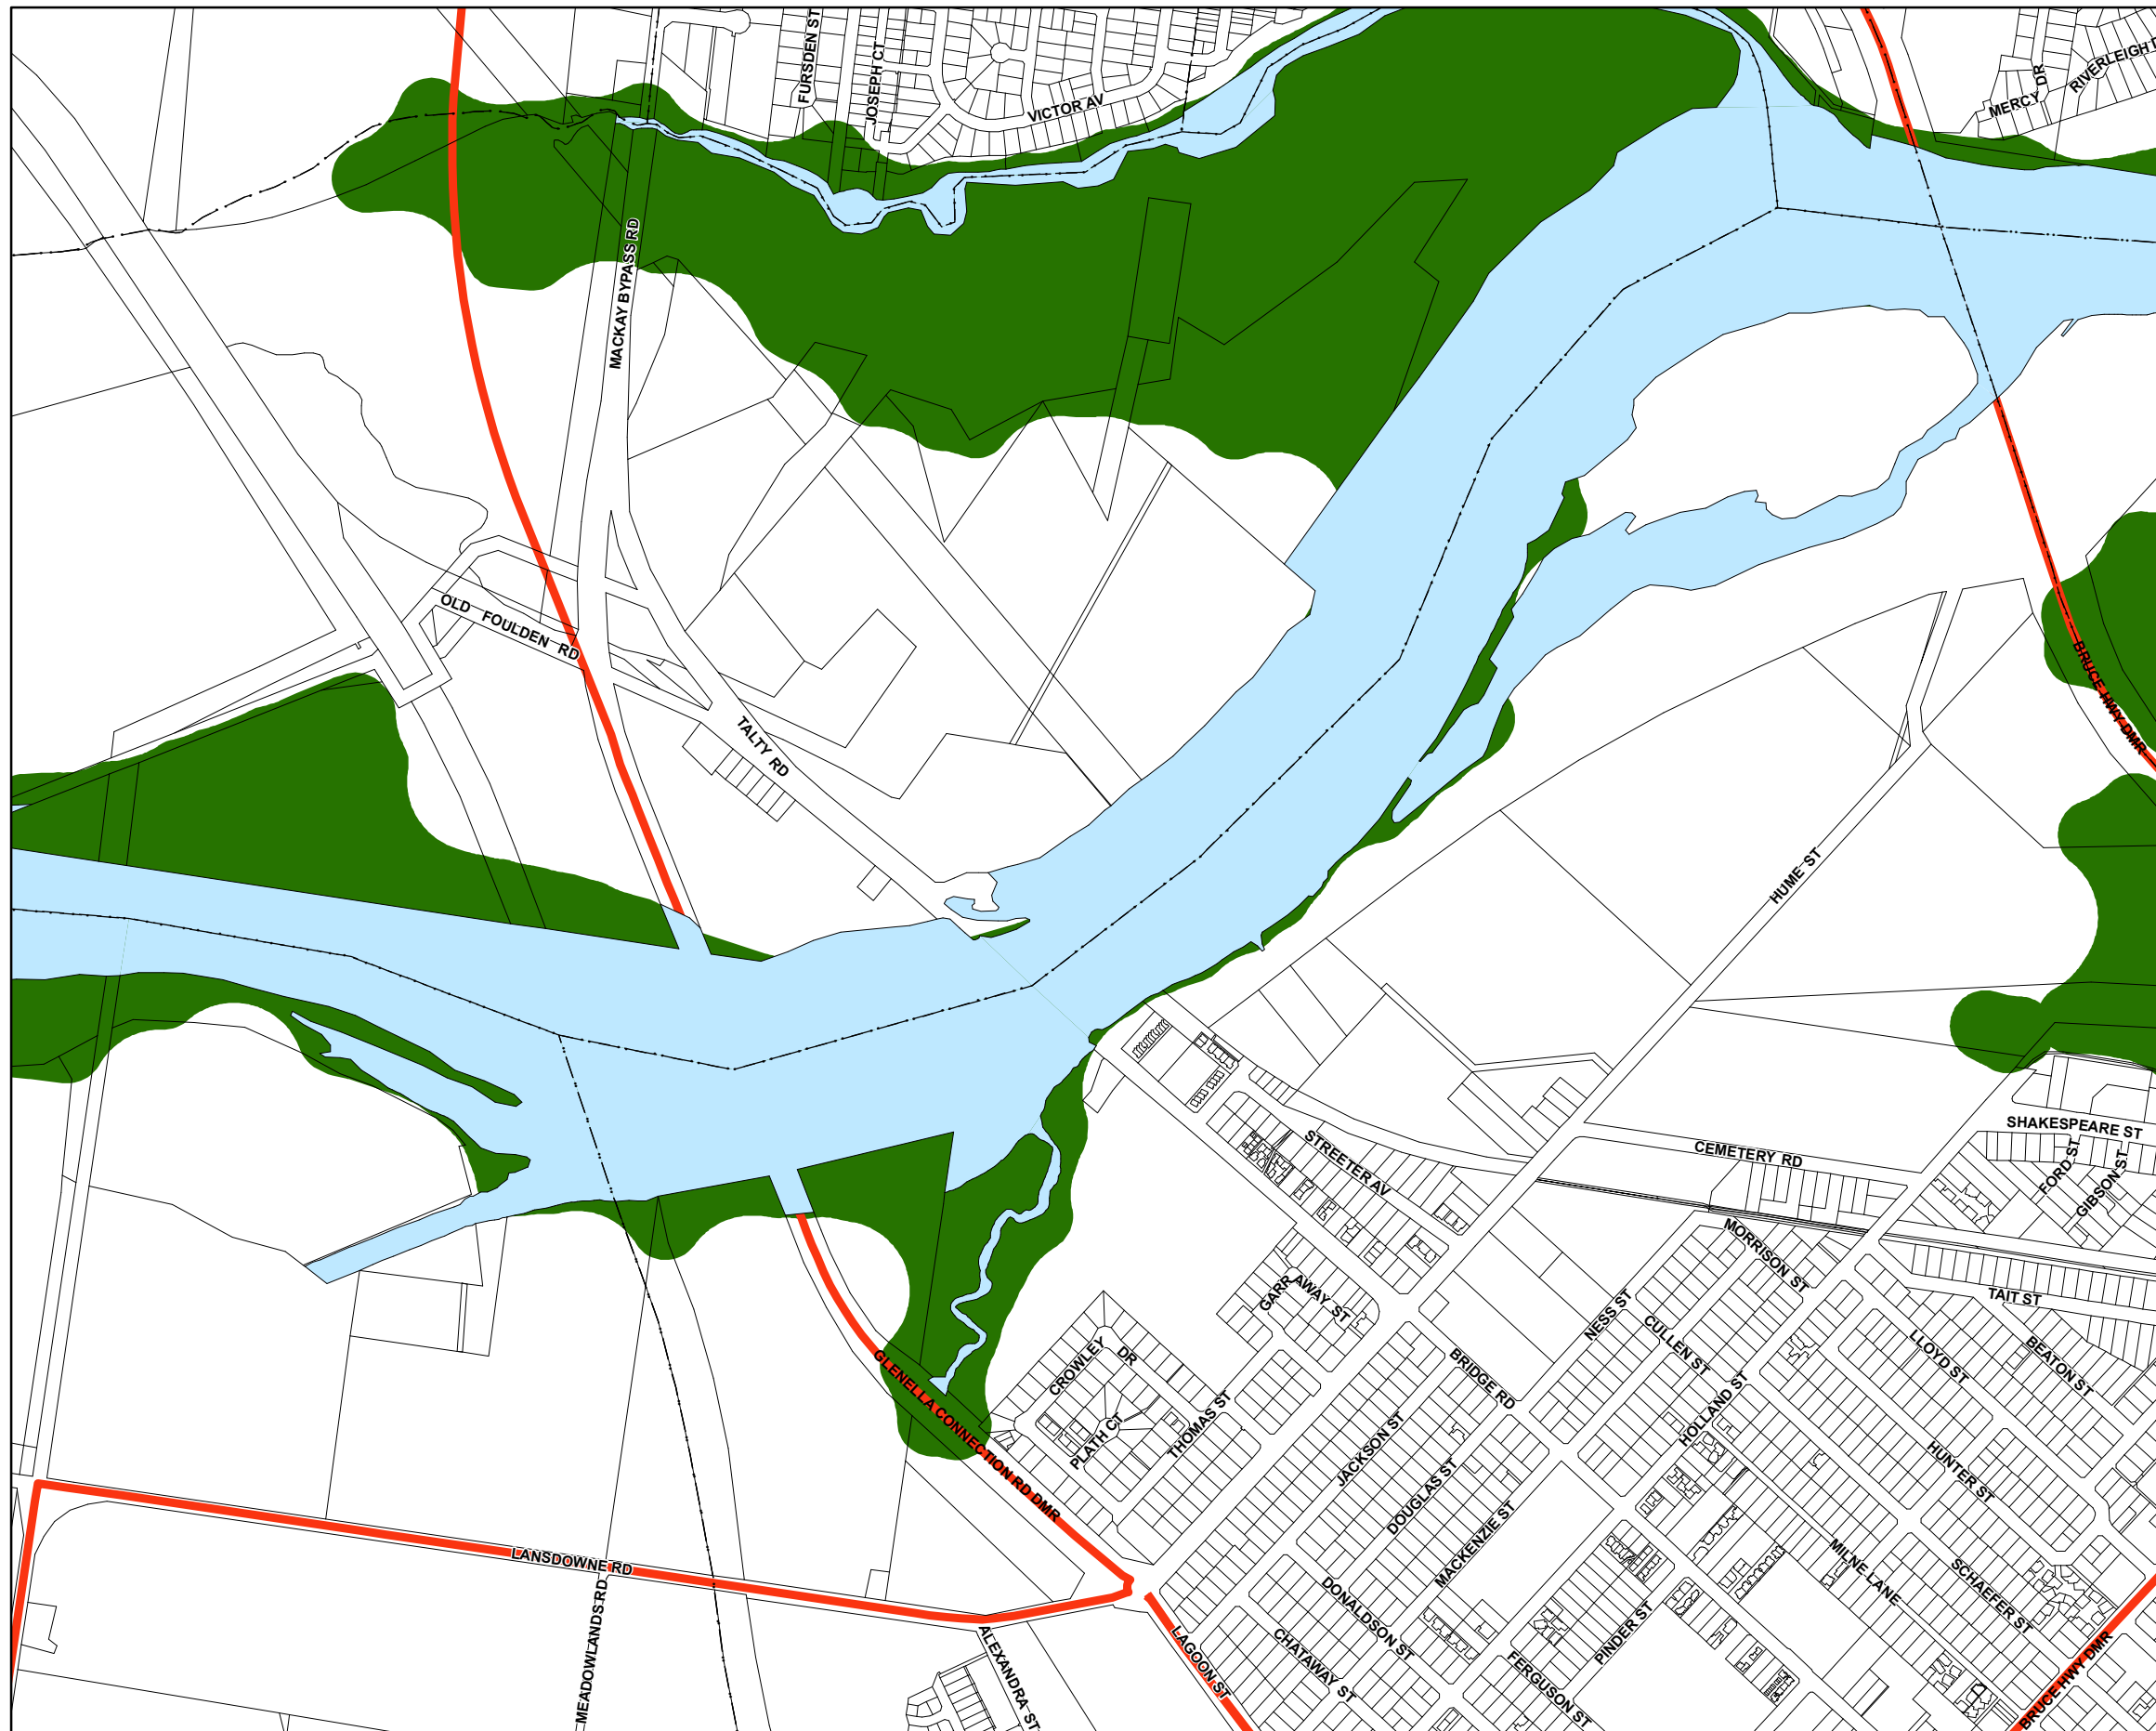 FURSDEN ST
JOSEPH CT
VICTOR AV
MERCY DR
RIVERLEIGH
MACKAY BYPASS RD
OLD FOULDEN RD
TALTY RD
BRUCE HWY DMR
HUME ST
SHAKESPEARE ST
STREETER AV
CEMETERY RD
FORD ST
GIBSON ST
MORRISON ST
GARRAWAY ST
TAIT ST
NESS ST
CULLEN ST
LLOYD ST
BEATON ST
CROWLEY DR
BRIDGE RD
GLENELLA CONNECTION RD DMR
PLATH CT
THOMAS ST
JACKSON ST
HOLLAND ST
DOUGLAS ST
HUNTER ST
MACKENZIE ST
LANSDOWNE RD
MEADOWLANDS RD
MILNE LANE
SCHAEFER ST
DONALDSON ST
PINDER ST
ALEXANDRA ST
LAGOON ST
CHATAWAY ST
FERGUSON ST
BRUCE HWY DMR